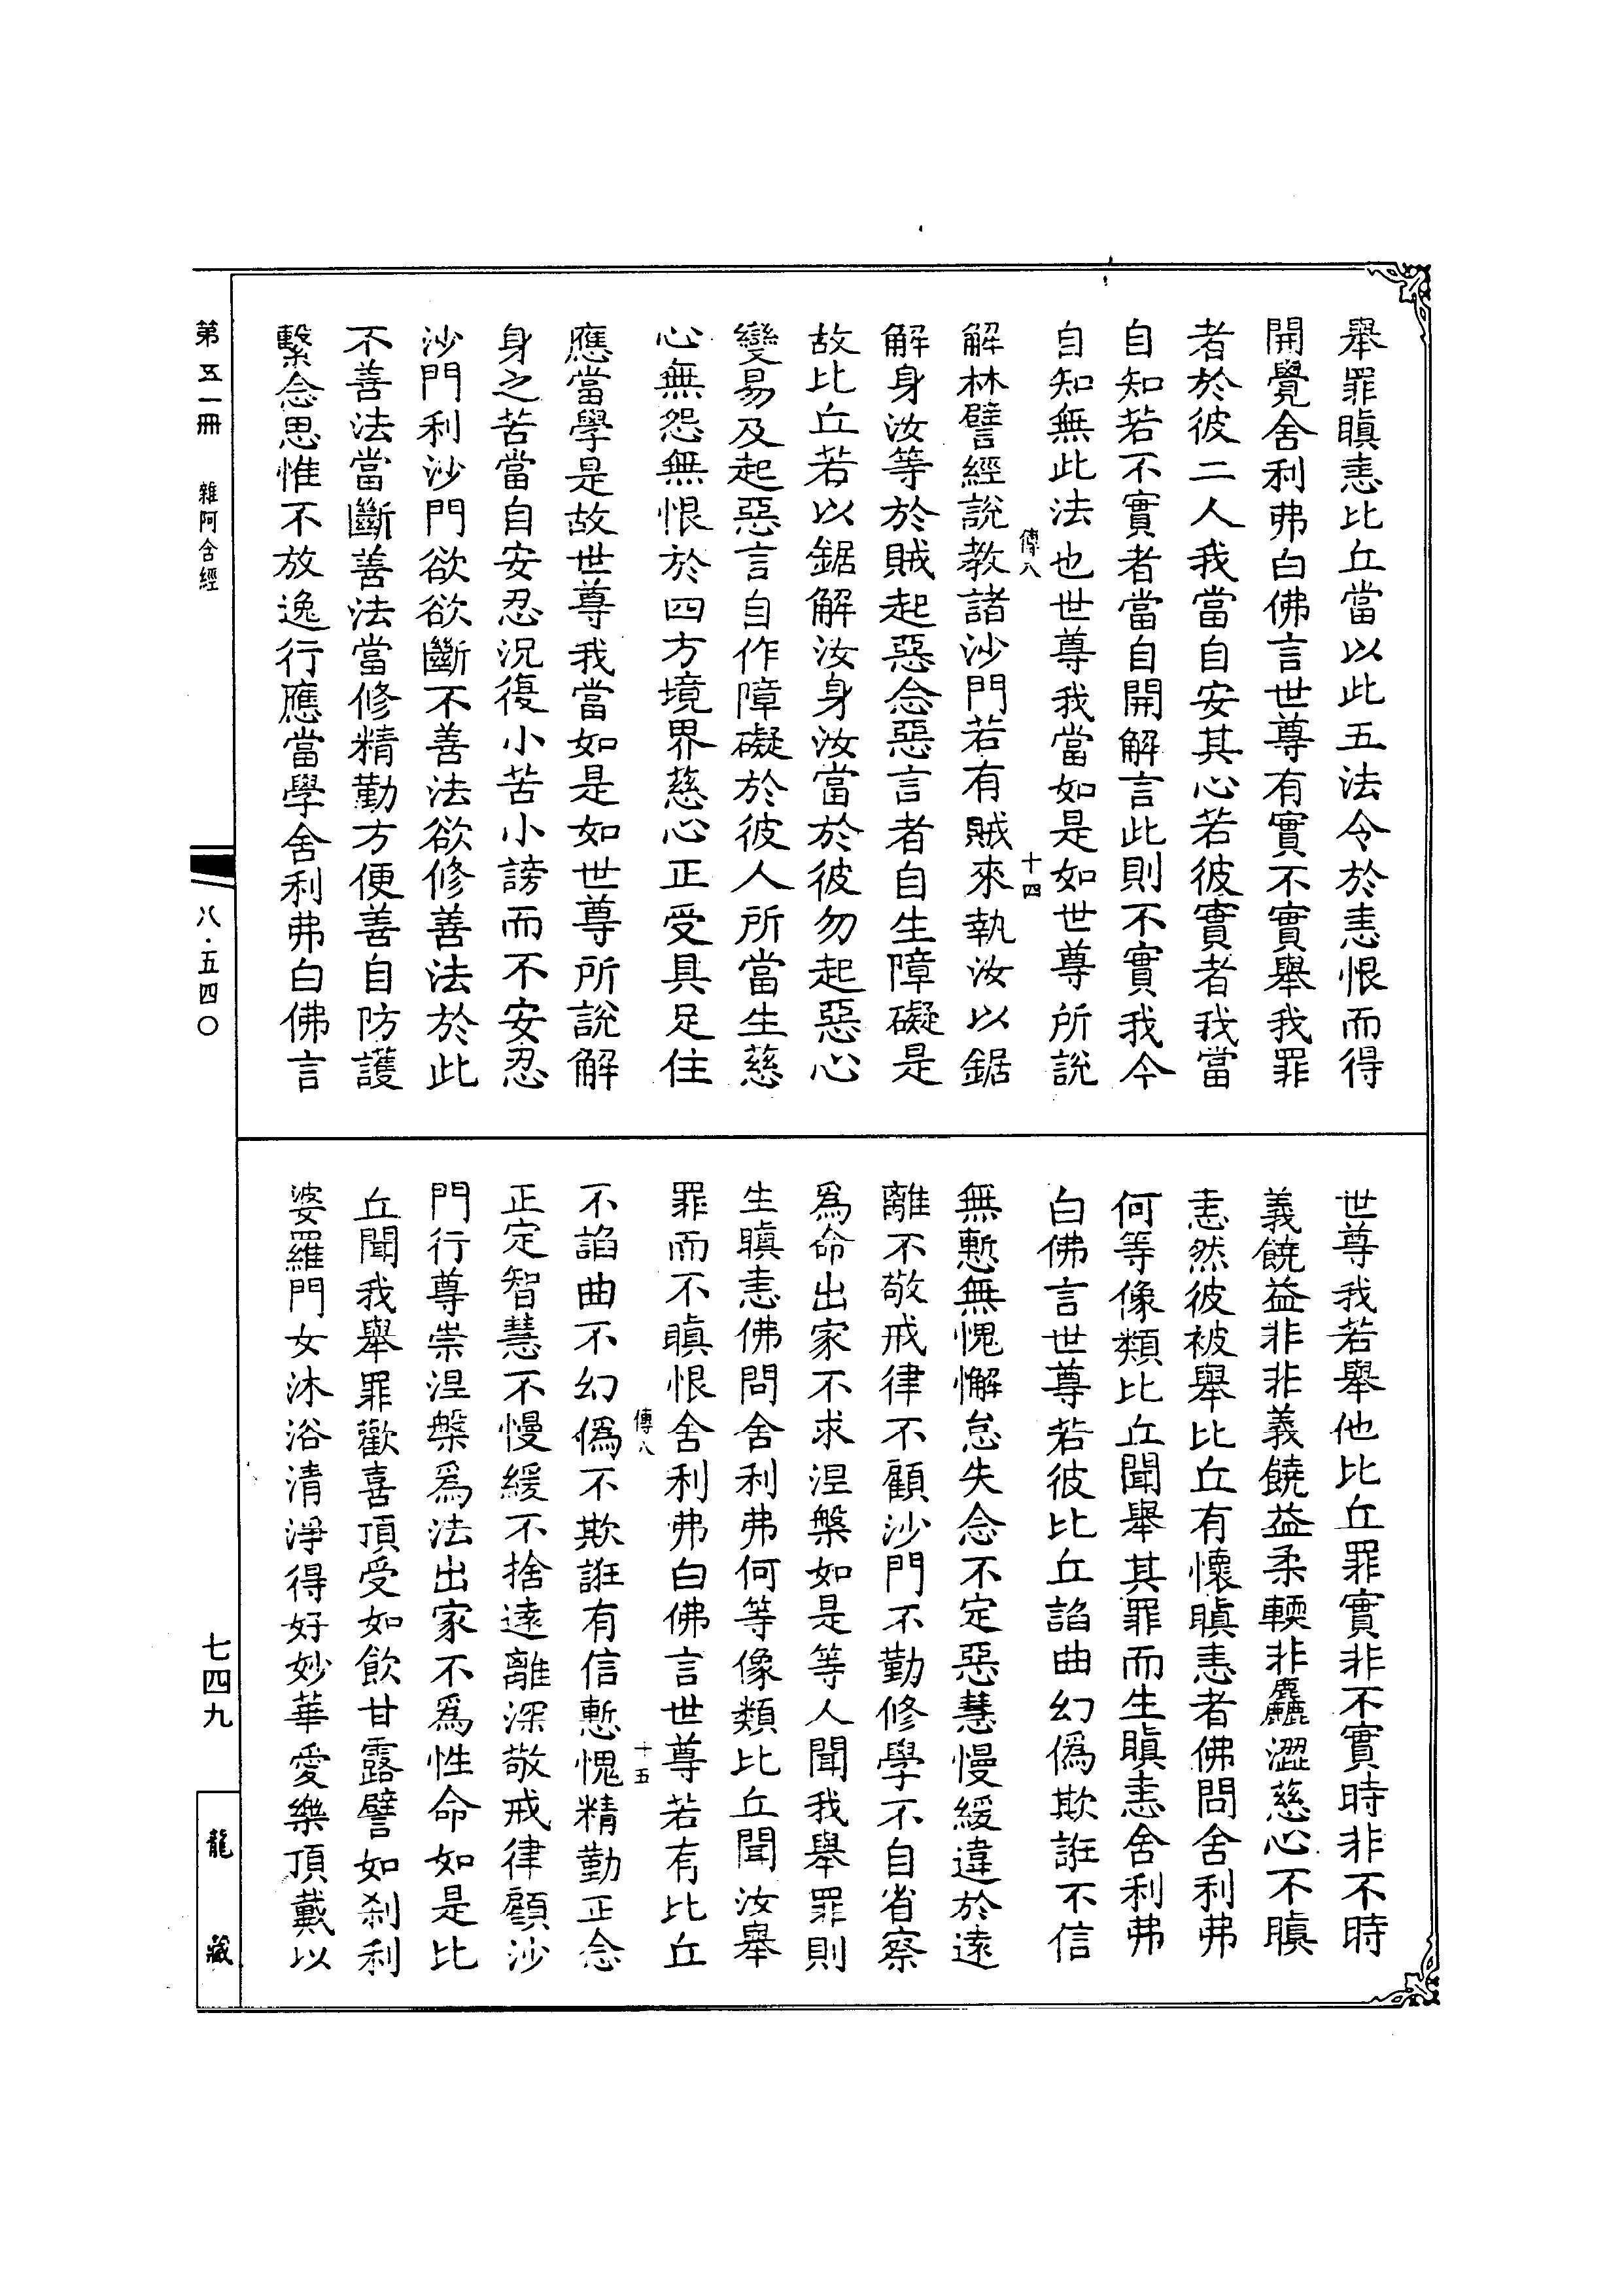 舉罪瞋恚比丘當以此五法令於恚恨而得
開覺舍利弗白佛言世尊有實不實舉我罪
者於彼二人我當自安其心若彼實者我當
自知若不實者當自開解言此則不實我今
自知無此法也世尊我當如是如世尊所說
傳八
十四
解林譬經說教諸沙門若有賊來執汝以鋸
解身汝等於賊起惡念惡言者自生障礙是
故比丘若以鋸解汝身汝當於彼勿起惡心
變易及起惡言自作障礙於彼人所當生慈
心無怨無恨於四方境界慈心正受具足住
應當學是故世尊我當如是如世尊所說解
身之苦當自安忍況復小苦小謗而不安忍
沙門利沙門欲欲斷不善法欲修善法於此
不善法當斷善法當修精勤方便善自防護
繫念思惟不放逸行應當學舍利弗白佛言
世尊我若舉他比丘罪實非不實時非不時
義饒益非非義饒益柔輭非麤澀慈心不瞋
恚然彼被舉比丘有懷瞋恚者佛問舍利弗
何等像類比丘聞舉其罪而生瞋恚舍利弗
白佛言世尊若彼比丘諂曲幻偽欺誑不信
無慙無愧懈怠失念不定惡慧慢緩違於遠
離不敬戒律不顧沙門不勤修學不自省察
爲命出家不求涅槃如是等人聞我舉罪則
生瞋恚佛問舍利弗何等像類比丘聞汝舉
罪而不瞋恨舍利弗白佛言世尊若有比丘
傳八
十五
不諂曲不幻偽不欺誑有信慙愧精勤正念
正定智慧不慢緩不捨遠離深敬戒律顧沙
門行尊崇涅槃爲法出家不爲性命如是比
丘聞我舉罪歡喜頂受如飲甘露譬如刹利
婆羅門女沐浴清淨得好妙華愛樂頂戴以
第五一冊
雜阿含經
八·五四〇
七四九
龍藏